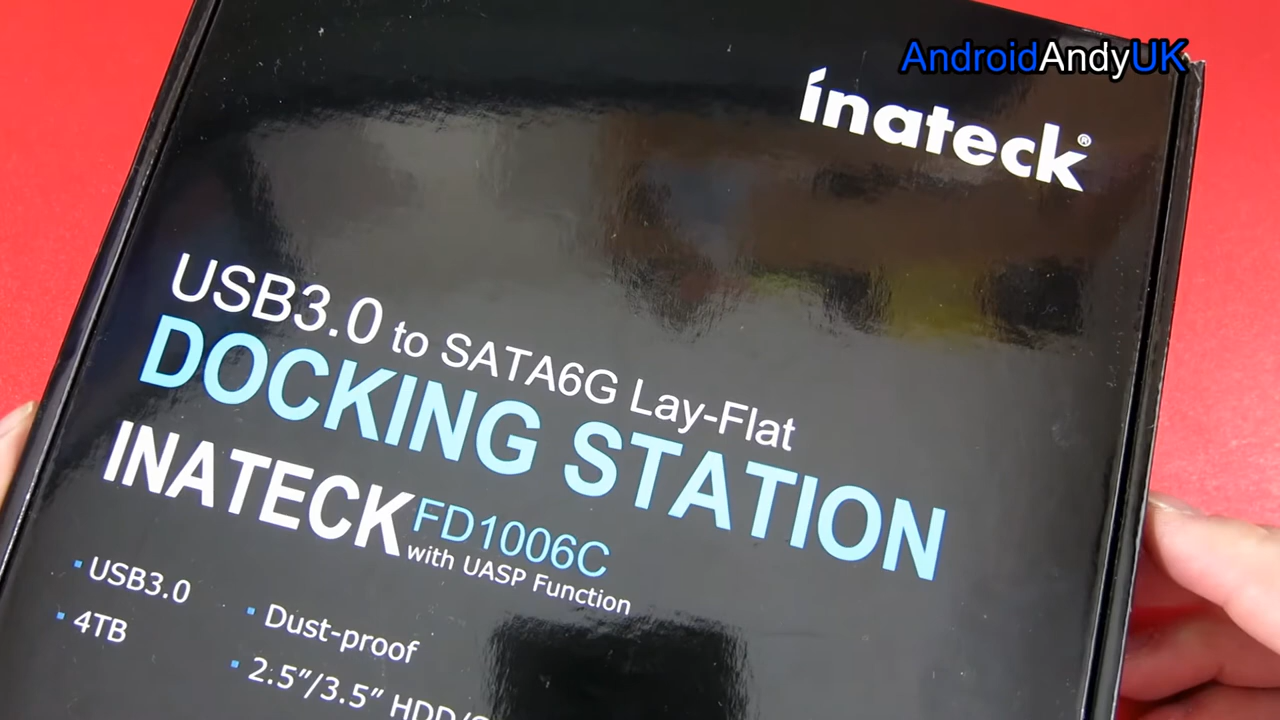 AndroidAndyUK
inateck®
USB3.0 to SATA6G Lay-Flat
DOCKING STATION
INATECK FD1006C
with UASP Function
USB3.0
Dust-proof
4TB
2.5”/3.5” HDD/